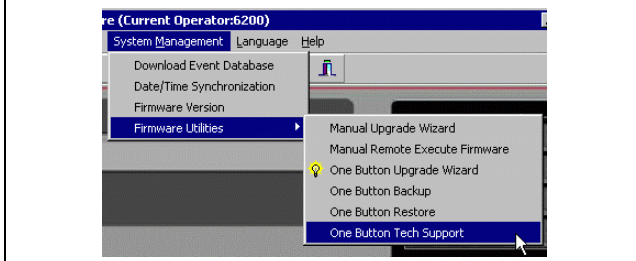 re (Current Operator:6200)
System Management Language Help
Download Event Database
Date/Time Synchronization
Firmware Version
Firmware Utilities
Manual Upgrade Wizard
Manual Remote Execute Firmware
One Button Upgrade Wizard
One Button Backup
One Button Restore
One Button Tech Support